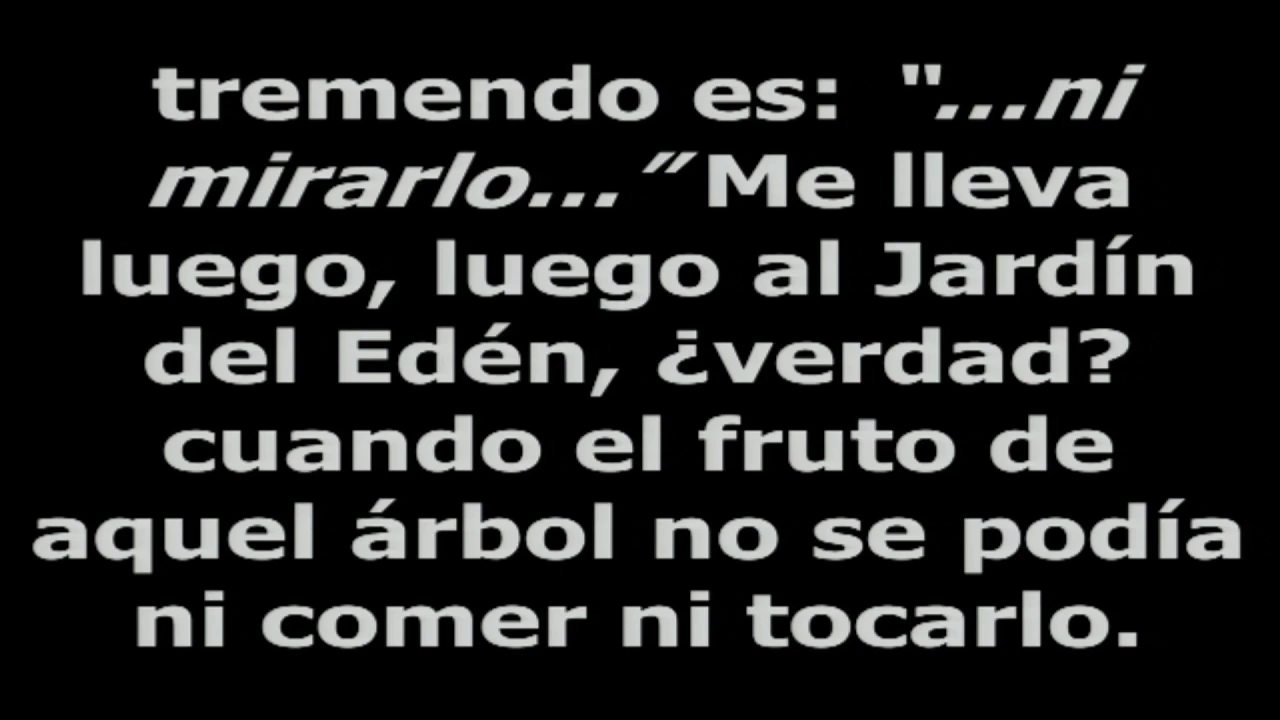 tremendo es:  "...ni
mirarlo...” Me lleva
luego, luego al Jardín
del Edén, ¿verdad?
cuando el fruto de
aquel árbol no se podía
ni comer ni tocarlo.